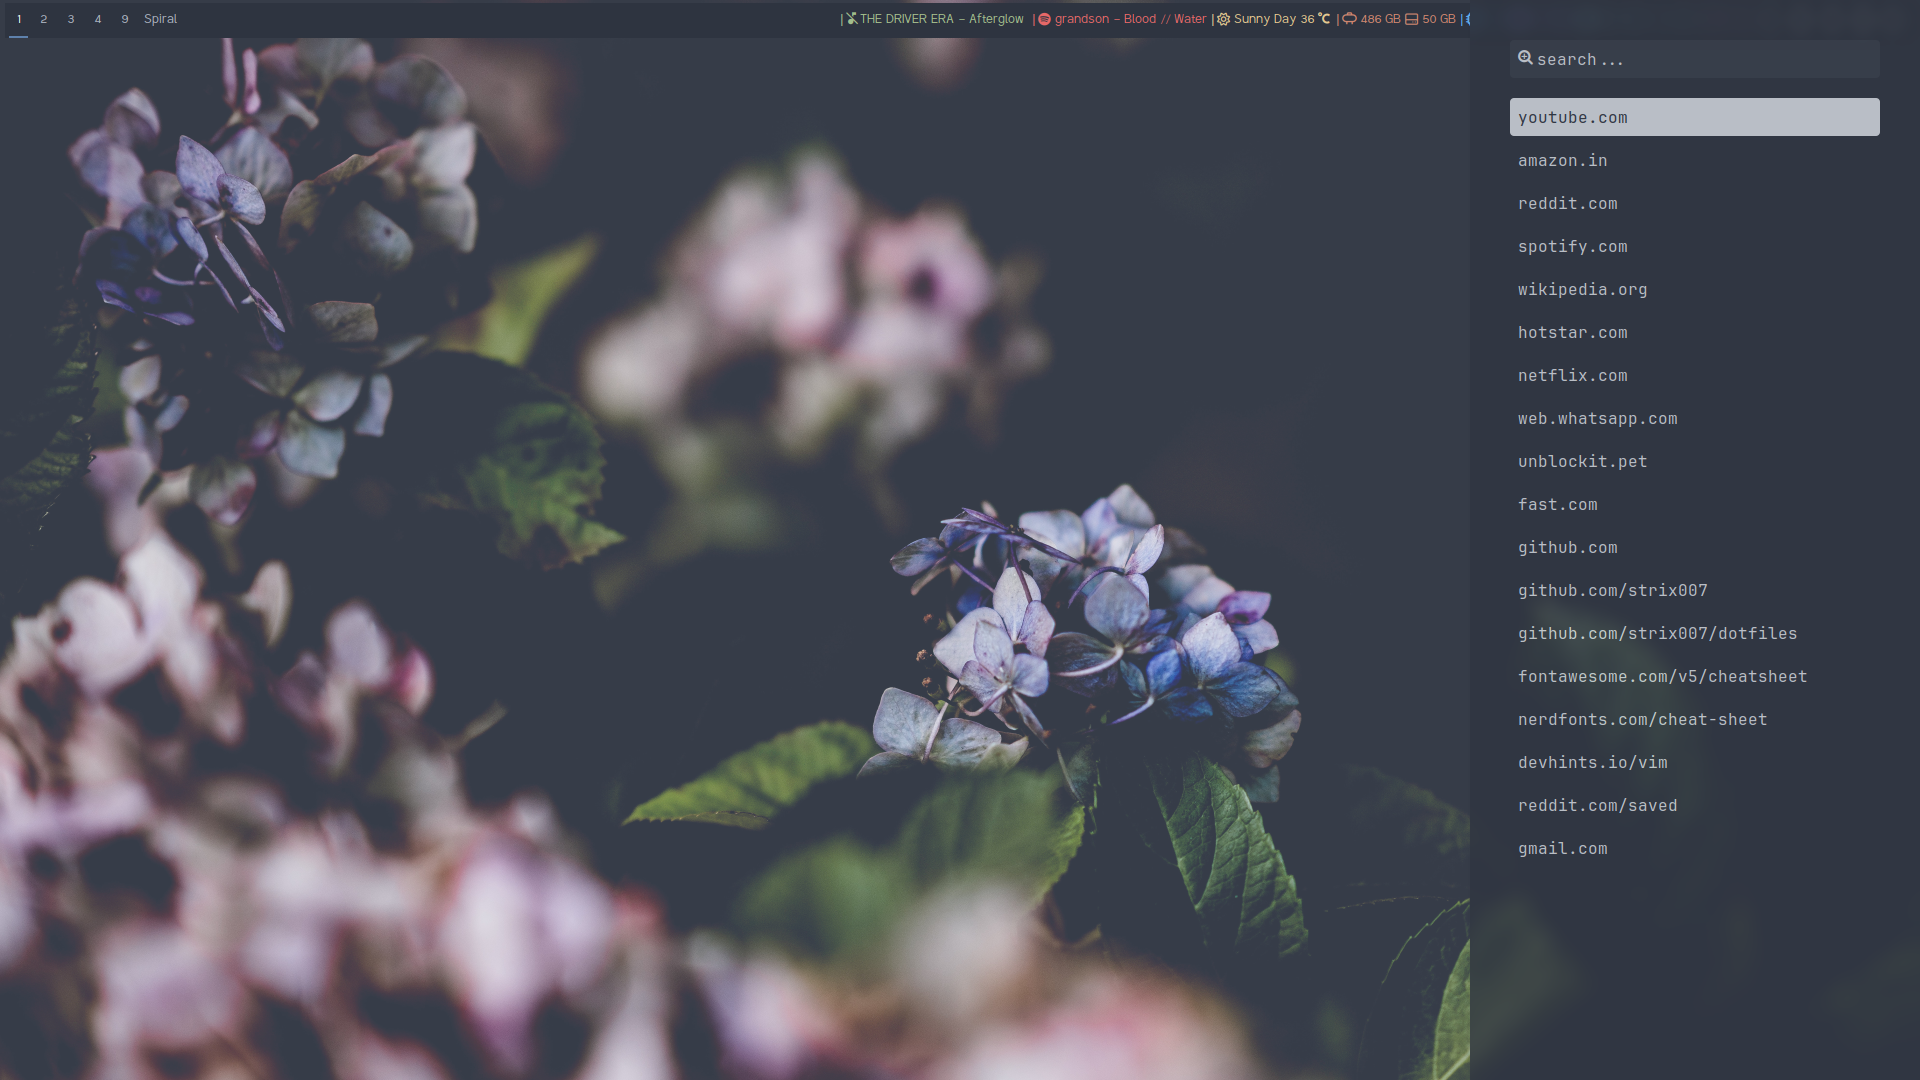 1 2 3 4 9 Spiral | THE DRIVER ERA – Afterglow | grandson – Blood // Water | Sunny Day 36 °C | 486 GB 50 GB |
search...
youtube.com
amazon.in
reddit.com
spotify.com
wikipedia.org
hotstar.com
netflix.com
web.whatsapp.com
unblockit.pet
fast.com
github.com
github.com/strix007
github.com/strix007/dotfiles
fontawesome.com/v5/cheatsheet
nerdfonts.com/cheat-sheet
devhints.io/vim
reddit.com/saved
gmail.com